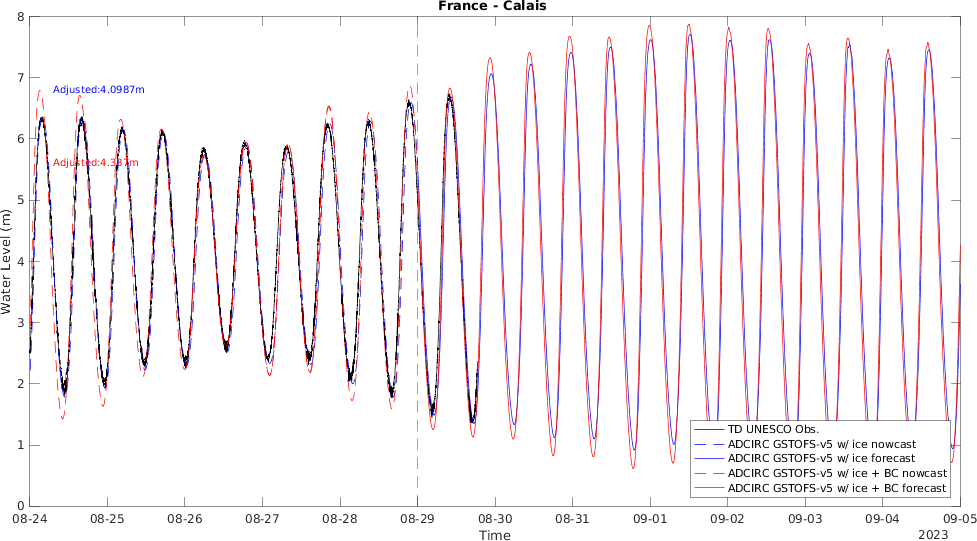 France - Calais
8
7
6
5
4
3
2
1
0
Water Level (m)
Adjusted:4.0987m
Adjusted:4.337m
TD UNESCO Obs.
ADCIRC GSTOFS-v5 w/ ice nowcast
ADCIRC GSTOFS-v5 w/ ice forecast
ADCIRC GSTOFS-v5 w/ ice + BC nowcast
ADCIRC GSTOFS-v5 w/ ice + BC forecast
08-24 08-25 08-26 08-27 08-28 08-29 08-30 08-31 09-01 09-02 09-03 09-04 09-05
Time
2023